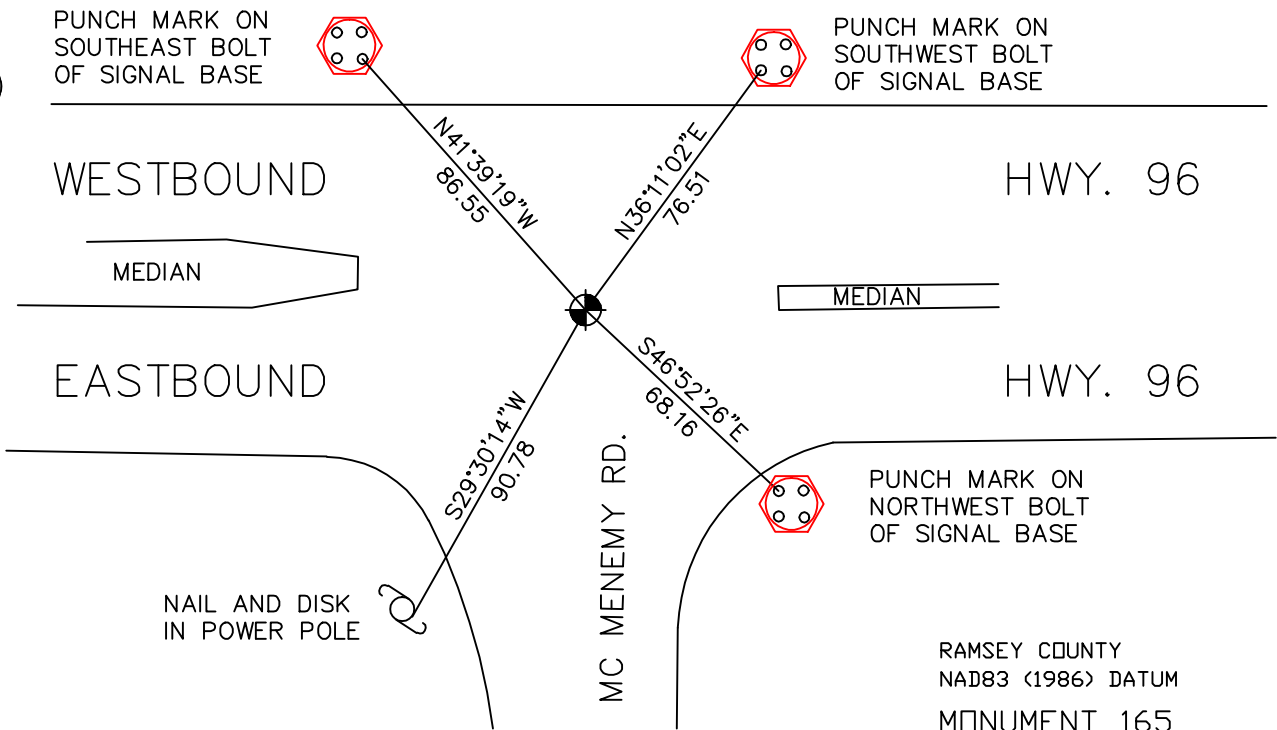 PUNCH MARK ON
SOUTHEAST BOLT
OF SIGNAL BASE
PUNCH MARK ON
SOUTHWEST BOLT
OF SIGNAL BASE
N41°39'19"W
86.55
N36°11'02"E
76.51
WESTBOUND
HWY. 96
MEDIAN
MEDIAN
EASTBOUND
HWY. 96
S46°52'26"E
68.16
S29°30'14"W
90.78
MC MENEMY RD.
PUNCH MARK ON
NORTHWEST BOLT
OF SIGNAL BASE
NAIL AND DISK
IN POWER POLE
RAMSEY COUNTY
NAD83 (1986) DATUM
MONUMENT 165